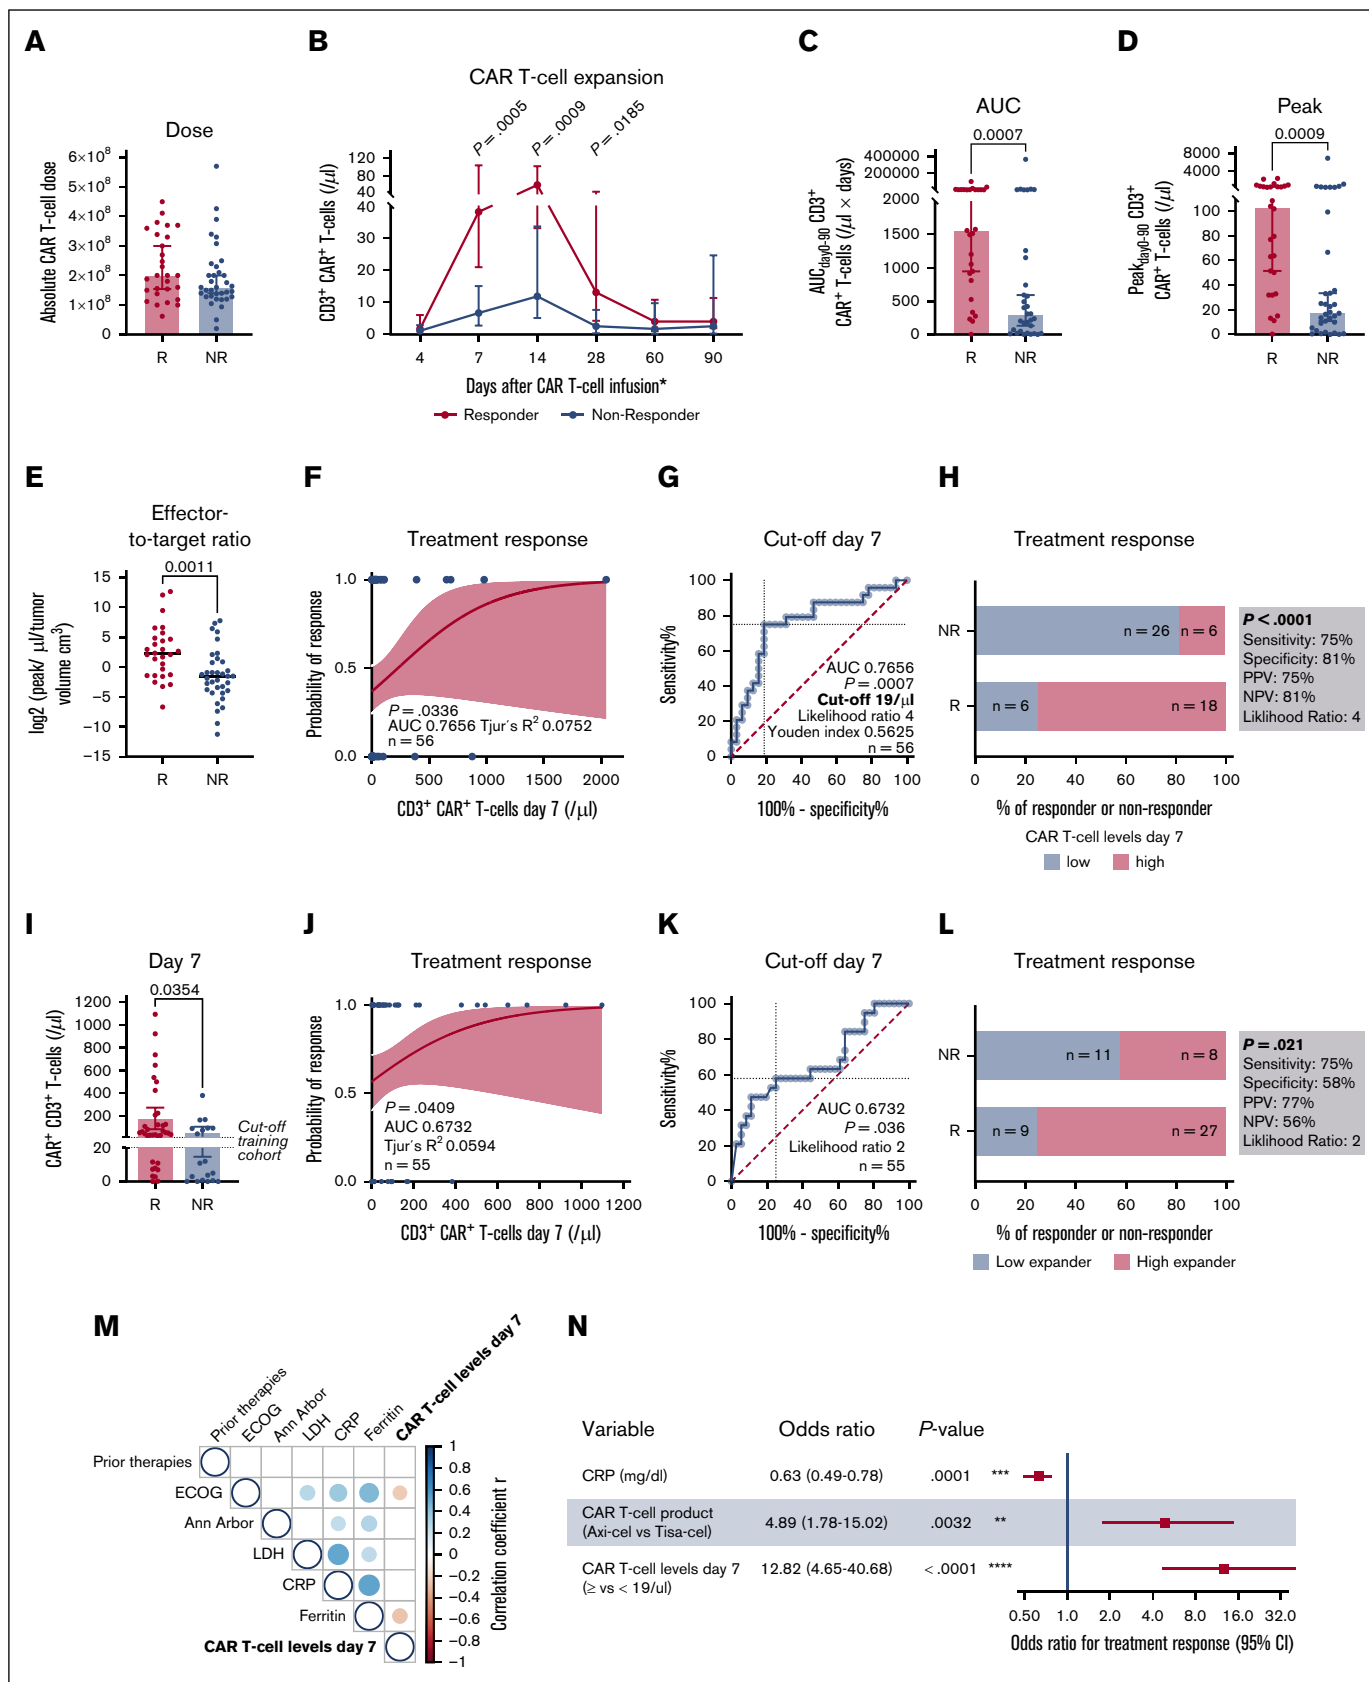 A
Dose
Absolute CAR T-cell dose
6×10⁸
5×10⁸
4×10⁸
3×10⁸
2×10⁸
1×10⁸
0
R NR
B
CAR T-cell expansion
P = .0005
P = .0009
P = .0185
CD3⁺ CAR⁺ T-cells (/μl)
120
80
40
40
30
20
10
0
4 7 14 28 60 90
Days after CAR T-cell infusion*
Responder Non-Responder
C
AUC
0.0007
AUCday0-90 CD3⁺
CAR⁺ T-cells (/μl × days)
400000
200000
2000
1500
1000
500
0
R NR
D
Peak
0.0009
Peakday0-90 CD3⁺
CAR⁺ T-cells (/μl)
8000
4000
100
80
60
40
20
0
R NR
E
Effector-
to-target ratio
0.0011
log2 (peak/ μl/tumor
volume cm³)
15
10
5
0
−5
−10
−15
R NR
F
Treatment response
Probability of response
1.0
0.5
0.0
P = .0336
AUC 0.7656 Tjur´s R² 0.0752
n = 56
0 500 1000 1500 2000
CD3⁺ CAR⁺ T-cells day 7 (/μl)
G
Cut-off day 7
Sensitivity%
100
80
60
40
20
0
AUC 0.7656
P = .0007
Cut-off 19/μl
Likelihood ratio 4
Youden index 0.5625
n = 56
0 20 40 60 80 100
100% - specificity%
H
Treatment response
NR
n = 26 n = 6
R
n = 6 n = 18
0 20 40 60 80 100
% of responder or non-responder
CAR T-cell levels day 7
low high
P < .0001
Sensitivity: 75%
Specificity: 81%
PPV: 75%
NPV: 81%
Liklihood Ratio: 4
I
Day 7
0.0354
CAR⁺ CD3⁺ T-cells (/μl)
1200
1000
800
600
400
200
20
0
Cut-off
training
cohort
R NR
J
Treatment response
Probability of response
1.0
0.5
0.0
P = .0409
AUC 0.6732
Tjur's R² 0.0594
n = 55
0 200 400 600 800 1000 1200
CD3⁺ CAR⁺ T-cells day 7 (/μl)
K
Cut-off day 7
Sensitivity%
100
80
60
40
20
0
AUC 0.6732
P = .036
Likelihood ratio 2
n = 55
0 20 40 60 80 100
100% - specificity%
L
Treatment response
NR
n = 11 n = 8
R
n = 9 n = 27
0 20 40 60 80 100
% of responder or non-responder
Low expander High expander
P = .021
Sensitivity: 75%
Specificity: 58%
PPV: 77%
NPV: 56%
Liklihood Ratio: 2
M
Prior therapies
ECOG
Ann Arbor
LDH
CRP
Ferritin
CAR T-cell levels day 7
Prior therapies
ECOG
Ann Arbor
LDH
CRP
Ferritin
CAR T-cell levels day 7
1
0.8
0.6
0.4
0.2
0
−0.2
−0.4
−0.6
−0.8
−1
Correlation coefficient r
N
Variable Odds ratio P-value
CRP (mg/dl) 0.63 (0.49-0.78) .0001 ***
CAR T-cell product
(Axi-cel vs Tisa-cel) 4.89 (1.78-15.02) .0032 **
CAR T-cell levels day 7 12.82 (4.65-40.68) < .0001 ****
(≥ vs < 19/ul)
0.50 1.0 2.0 4.0 8.0 16.0 32.0
Odds ratio for treatment response (95% CI)